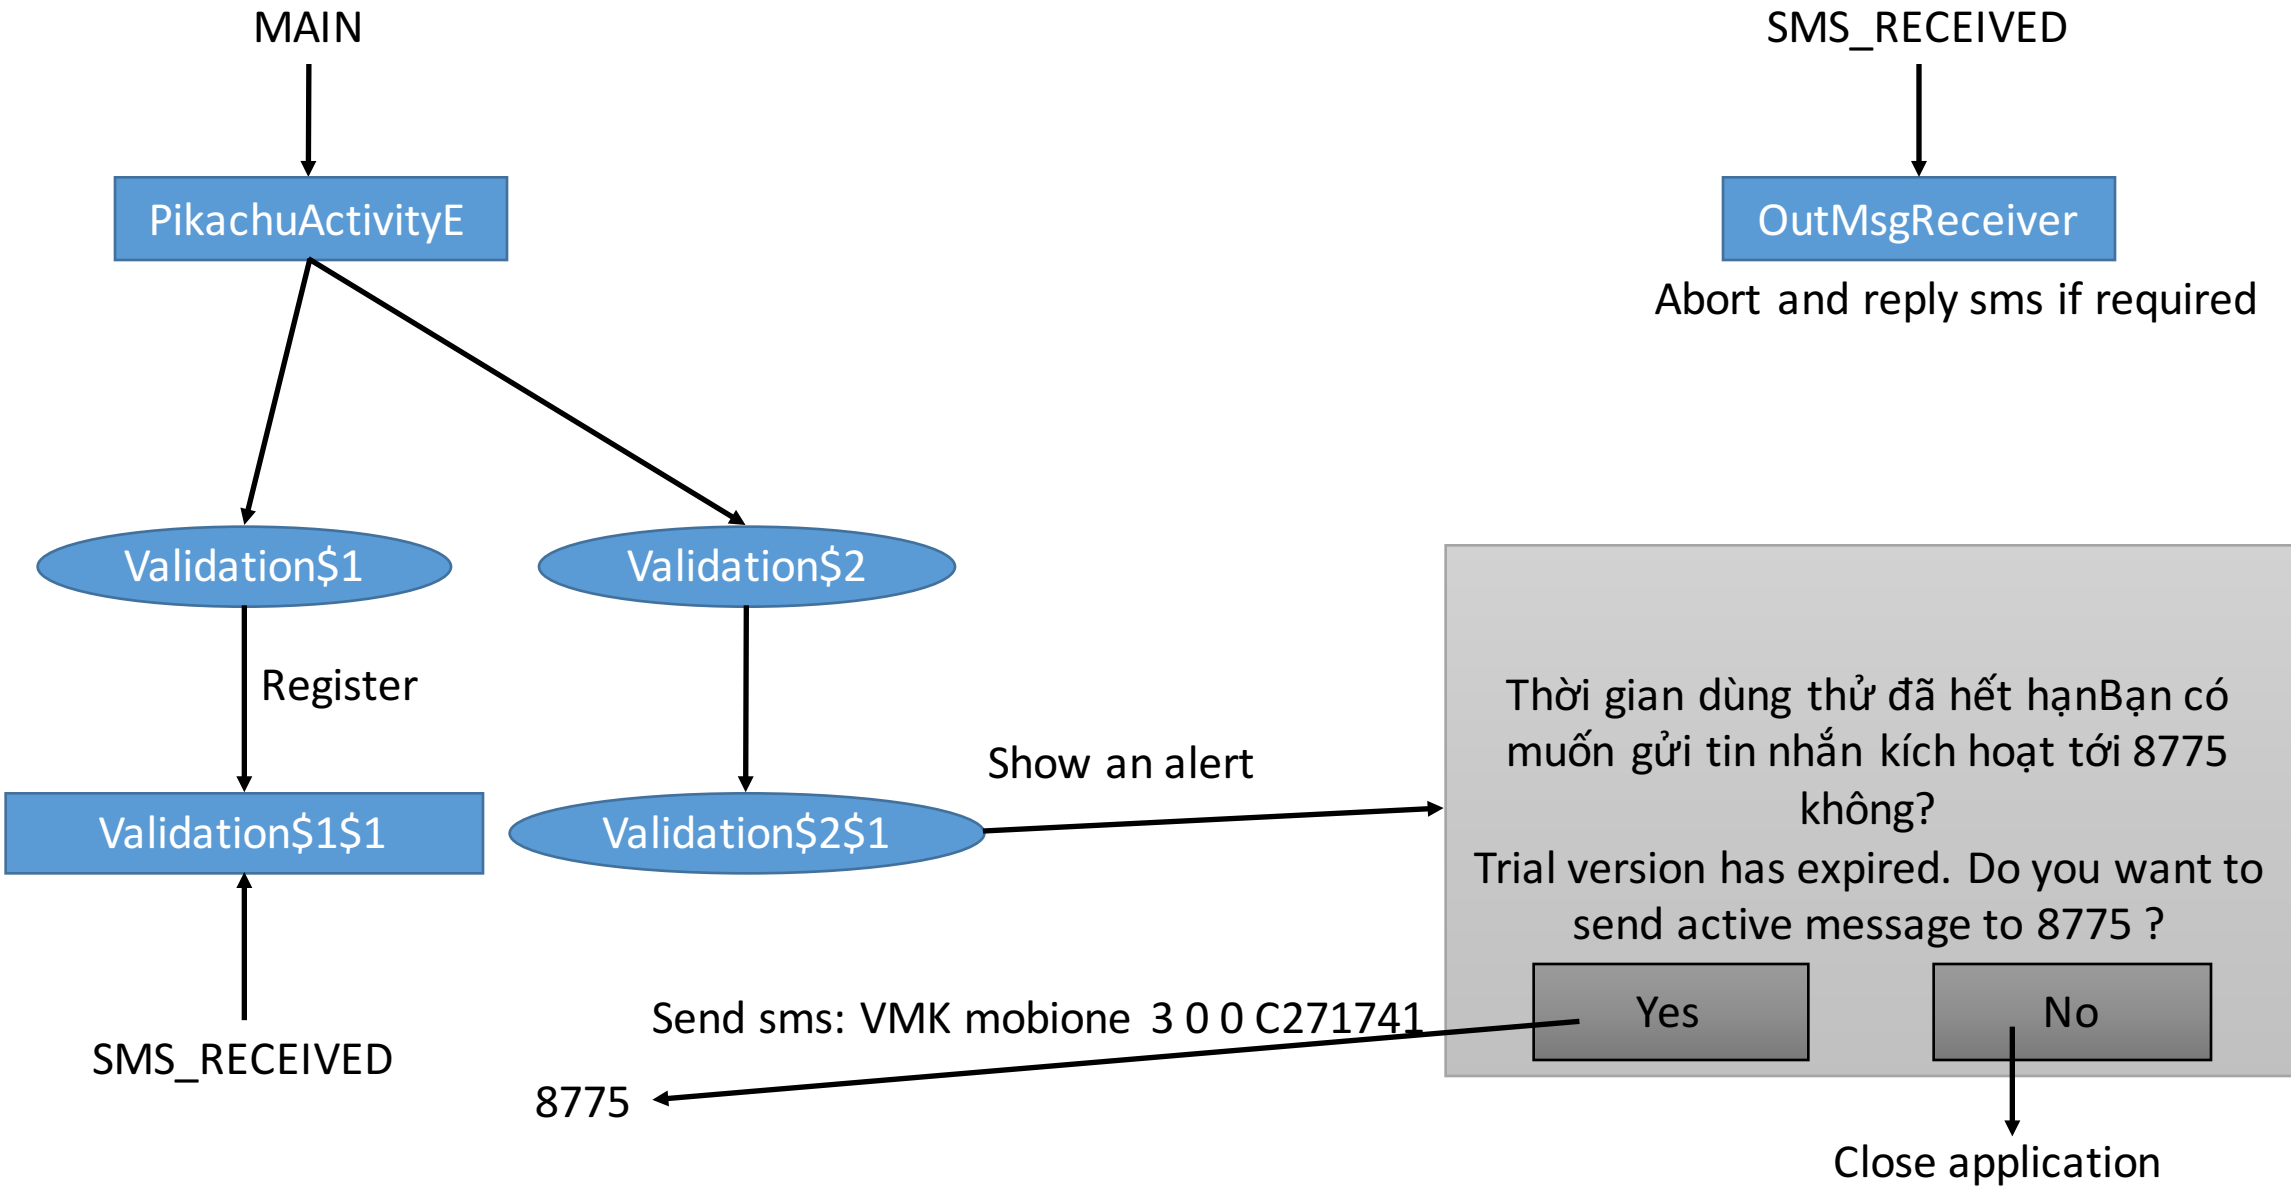 MAIN
SMS_RECEIVED
PikachuActivityE
OutMsgReceiver
Abort and reply sms if required
Validation$1
Validation$2
Register
Show an alert
Validation$1$1
Validation$2$1
Thời gian dùng thử đã hết hạnBạn có
muốn gửi tin nhắn kích hoạt tới 8775
không?
Trial version has expired. Do you want to
send active message to 8775 ?
Yes
No
Send sms: VMK mobione 3 0 0 C271741
SMS_RECEIVED
8775
Close application